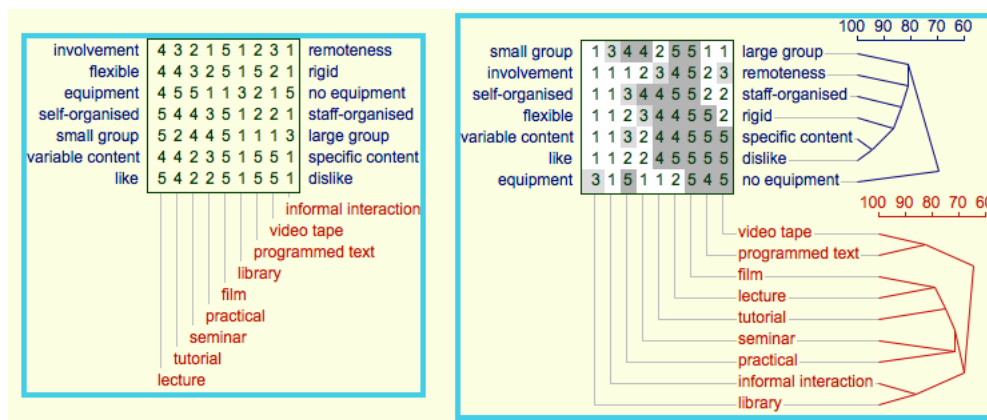 involvement 4 3 2 1 5 1 2 3 1 remoteness
flexible 4 4 3 2 5 1 5 2 1 rigid
equipment 4 5 5 1 1 3 2 1 5 no equipment
self-organised 5 4 4 3 5 1 2 2 1 staff-organised
small group 5 2 4 4 5 1 1 1 3 large group
variable content 4 4 2 3 5 1 5 5 1 specific content
like 5 4 2 2 5 1 5 5 1 dislike
informal interaction
video tape
programmed text
library
film
practical
seminar
tutorial
lecture
100 90 80 70 60
small group 1 3 4 4 2 5 5 1 1 large group
involvement 1 1 1 2 3 4 5 2 3 remoteness
self-organised 1 1 3 4 4 5 5 2 2 staff-organised
flexible 1 1 2 3 4 4 5 5 2 rigid
variable content 1 1 3 2 4 4 5 5 5 specific content
like 1 1 2 2 4 5 5 5 5 dislike
equipment 3 1 5 1 1 2 5 4 5 no equipment
100 90 80 70 60
video tape
programmed text
film
lecture
tutorial
seminar
practical
informal interaction
library